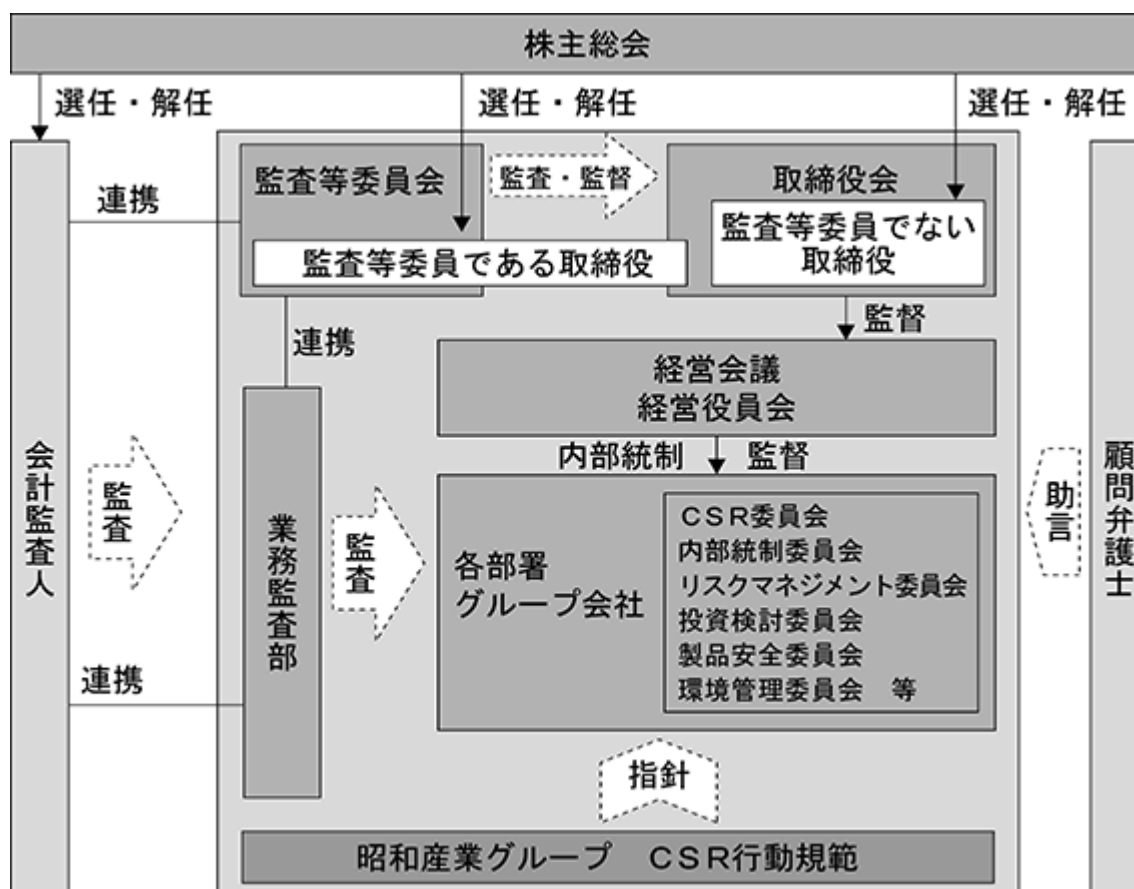 株主総会
選任・解任
選任・解任
選任・解任
監査等委員会
監査・監督
取締役会
連携
監査等委員である取締役
監査等委員でない
取締役
連携
監督
経営会議
経営役員会
内部統制
監督
会計監査人
監査
業務監査部
監査
各部署
グループ会社
CSR委員会
内部統制委員会
リスクマネジメント委員会
投資検討委員会
製品安全委員会
環境管理委員会 等
助言
顧問弁護士
連携
指針
昭和産業グループ CSR行動規範